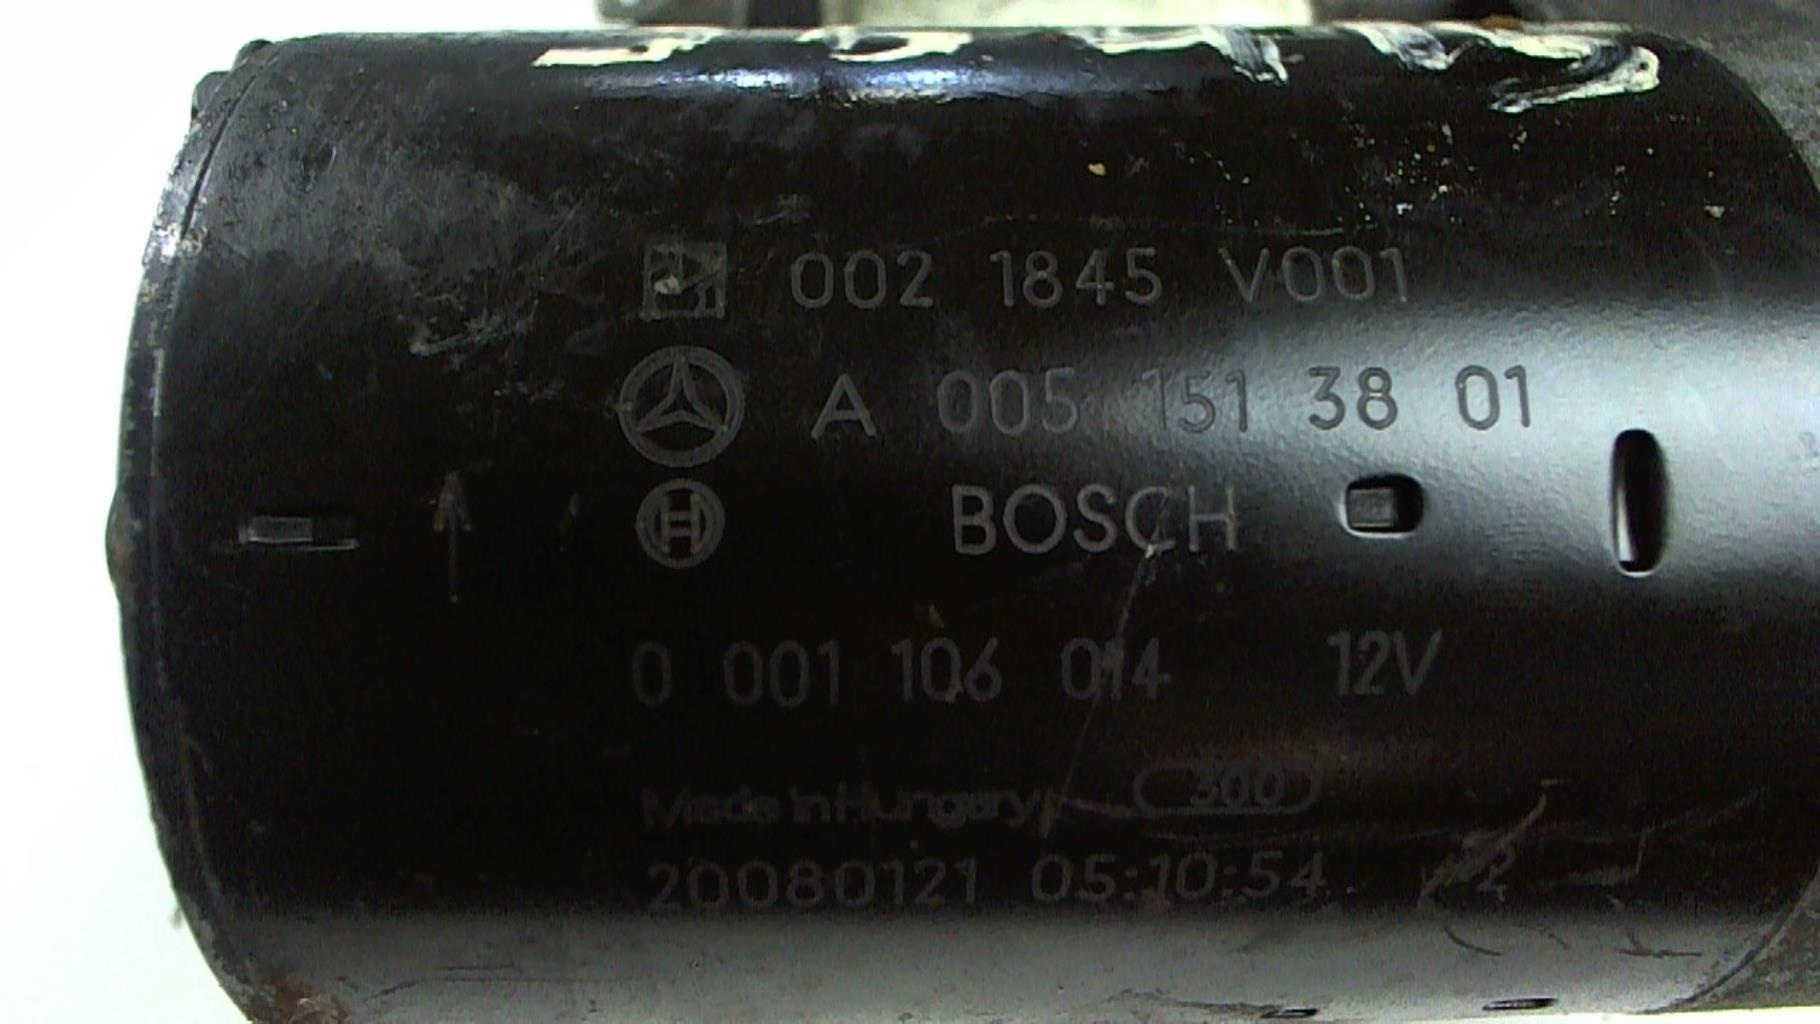 002 1845 V001
A 005 151 38 01
BOSCH
0 001 106 014 12V
Made in Hungary 300
20080121 05:10:54